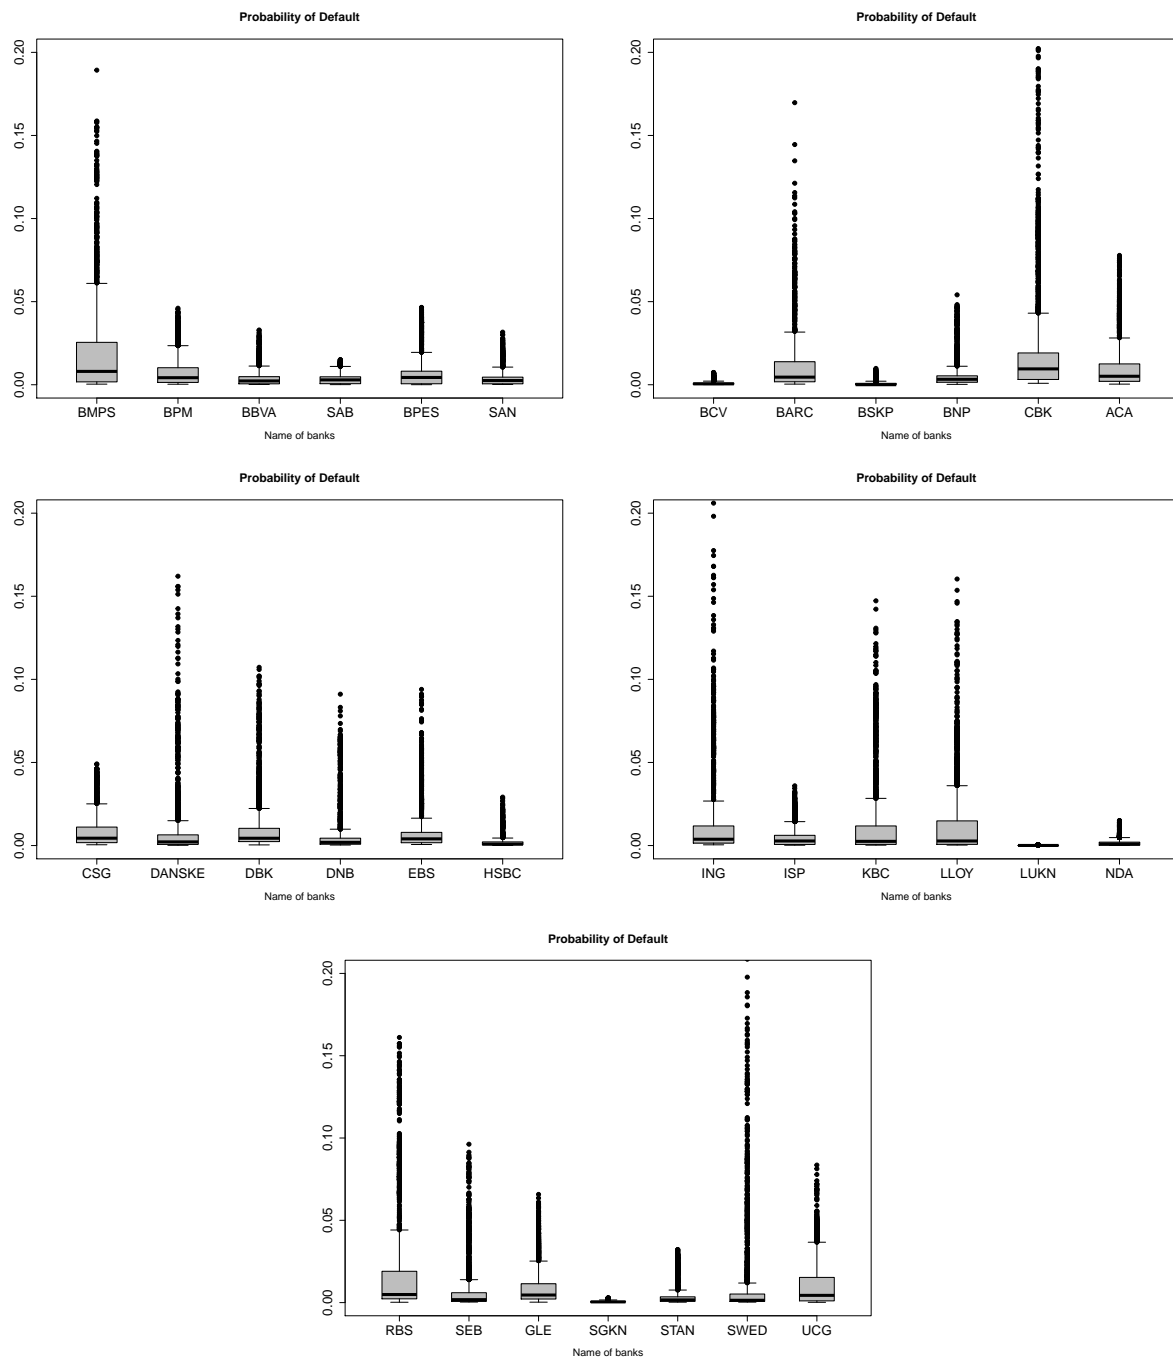 Probability of Default
0.20
0.15
0.10
0.05
0.00
BMPS BPM BBVA SAB BPES SAN
Name of banks
Probability of Default
0.20
0.15
0.10
0.05
0.00
BCV BARC BSKP BNP CBK ACA
Name of banks
Probability of Default
0.20
0.15
0.10
0.05
0.00
CSG DANSKE DBK DNB EBS HSBC
Name of banks
Probability of Default
0.20
0.15
0.10
0.05
0.00
ING ISP KBC LLOY LUKN NDA
Name of banks
Probability of Default
0.20
0.15
0.10
0.05
0.00
RBS SEB GLE SGKN STAN SWED UCG
Name of banks